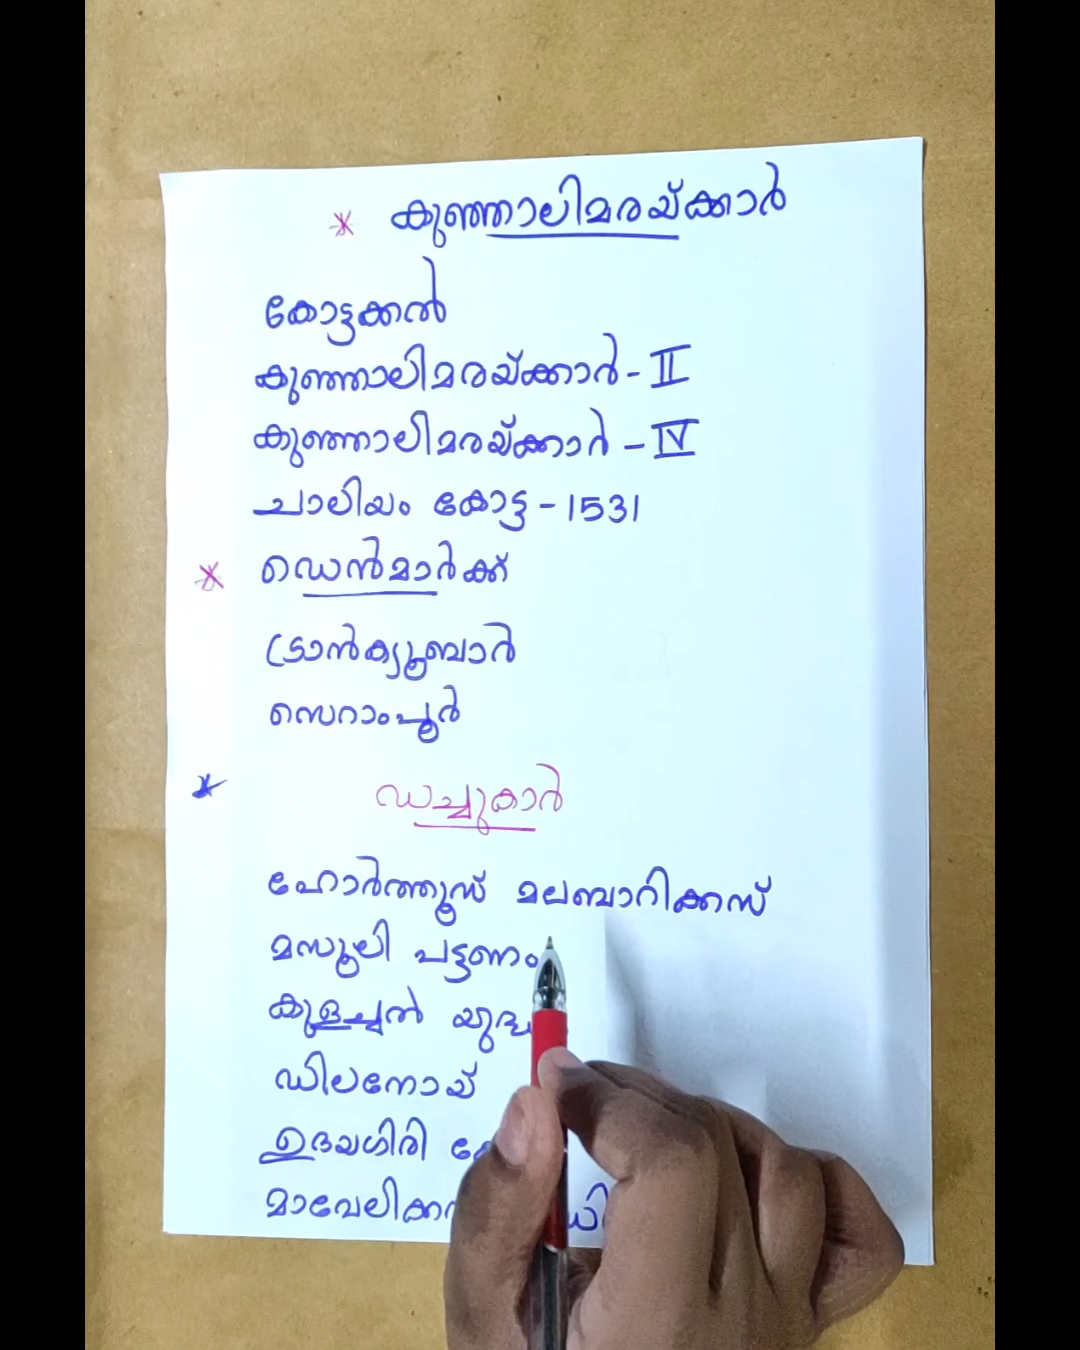 കുഞ്ഞാലിമരയ്ക്കാർ
കോട്ടക്കൽ
കുഞ്ഞാലിമരയ്ക്കാർ - II
കുഞ്ഞാലിമരയ്ക്കാർ - IV
ചാലിയം കോട്ട - 1531
ഡെൻമാർക്ക്
ട്രാൻക്യൂബാർ
സെറാംപൂർ
ഡച്ചുകാർ
ഹോർത്തൂസ് മലബാറിക്കസ്
മസൂലി പട്ടണം
കുളച്ചൽ
ഡിലനോയ്
ഉദയഗിരി